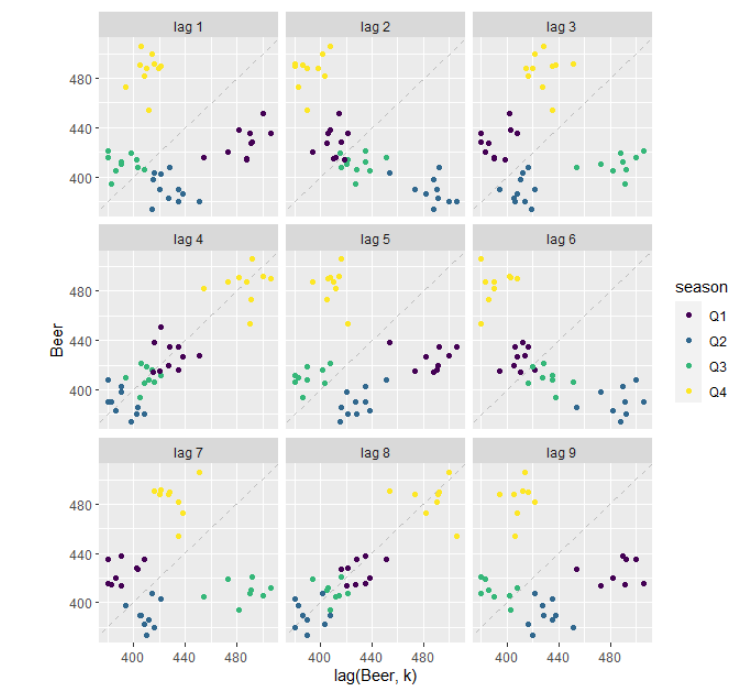 lag 1 lag 2 lag 3
480
440
400
lag 4 lag 5 lag 6
480
440
400
lag 7 lag 8 lag 9
480
440
400
400 440 480 400 440 480 400 440 480
lag(Beer, k)
Beer
season
Q1
Q2
Q3
Q4